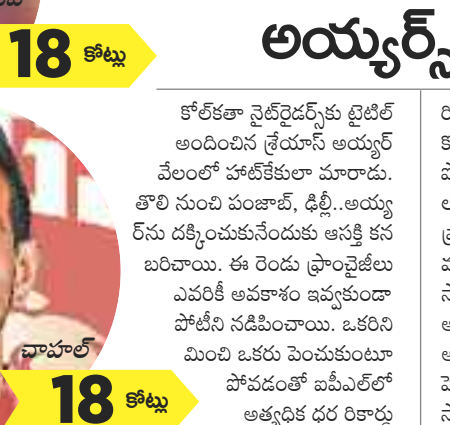 18 కోట్లు
అయ్యర్స్
కోల్‌కతా నైట్‌రైడర్స్‌కు టైటిల్
అందించిన శ్రేయాస్ అయ్యర్
వేలంలో హాట్‌కేకులా మారాడు.
తొలి నుంచి పంజాబ్, ఢిల్లీ..అయ్య
ర్‌ను దక్కించుకునేందుకు ఆసక్తి కన
బరిచాయి. ఈ రెండు ఫ్రాంచైజీలు
ఎవరికీ అవకాశం ఇవ్వకుండా
పోటీని నడిపించాయి. ఒకరిని
మించి ఒకరు పెంచుకుంటూ
పోవడంతో ఐపీఎల్‌లో
అత్యధిక ధర రికార్డు
చాహల్
18 కోట్లు